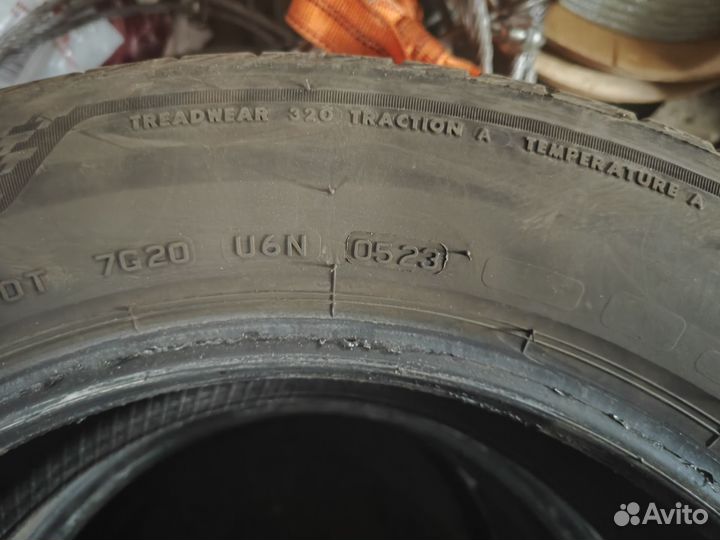 TREADWEAR 320 TRACTION A TEMPERATURE A
OT 7G20 U6N 0523
Avito